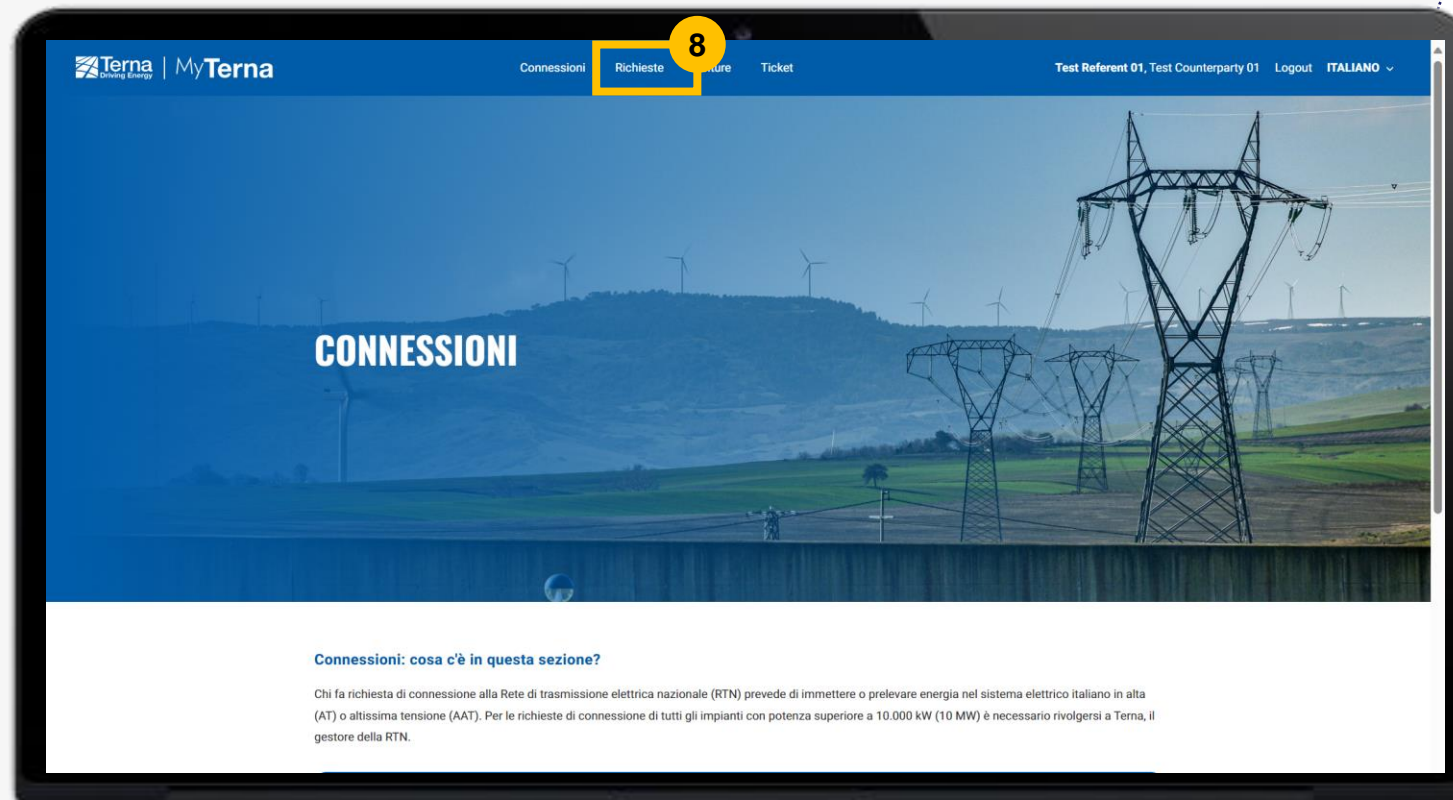 8
Terna
Driving Energy
MyTerna
Connessioni Richieste Ticket
Test Referent 01, Test Counterparty 01 Logout ITALIANO
CONNESSIONI
Connessioni: cosa c'è in questa sezione?
Chi fa richiesta di connessione alla Rete di trasmissione elettrica nazionale (RTN) prevede di immettere o prelevare energia nel sistema elettrico italiano in alta
(AT) o altissima tensione (AAT). Per le richieste di connessione di tutti gli impianti con potenza superiore a 10.000 kW (10 MW) è necessario rivolgersi a Terna, il
gestore della RTN.